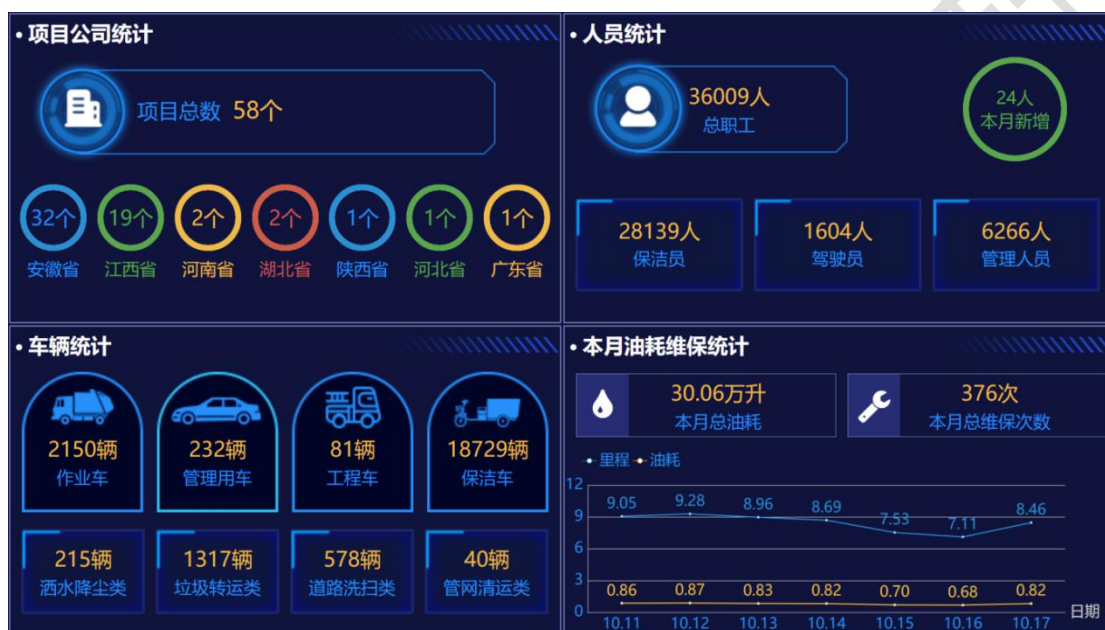 • 项目公司统计
项目总数 58个
32个 19个 2个 2个 1个 1个 1个
安徽省 江西省 河南省 湖北省 陕西省 河北省 广东省
• 人员统计
36009人
总职工
24人
本月新增
28139人 1604人 6266人
保洁员 驾驶员 管理人员
• 车辆统计
2150辆 232辆 81辆 18729辆
作业车 管理用车 工程车 保洁车
215辆 1317辆 578辆 40辆
洒水降尘类 垃圾转运类 道路洗扫类 管网清运类
• 本月油耗维保统计
30.06万升
本月总油耗
376次
本月总维保次数
里程 油耗
12
9
6
3
0
9.05 9.28 8.96 8.69 7.53 7.11 8.46
0.86 0.87 0.83 0.82 0.70 0.68 0.82
10.11 10.12 10.13 10.14 10.15 10.16 10.17
日期